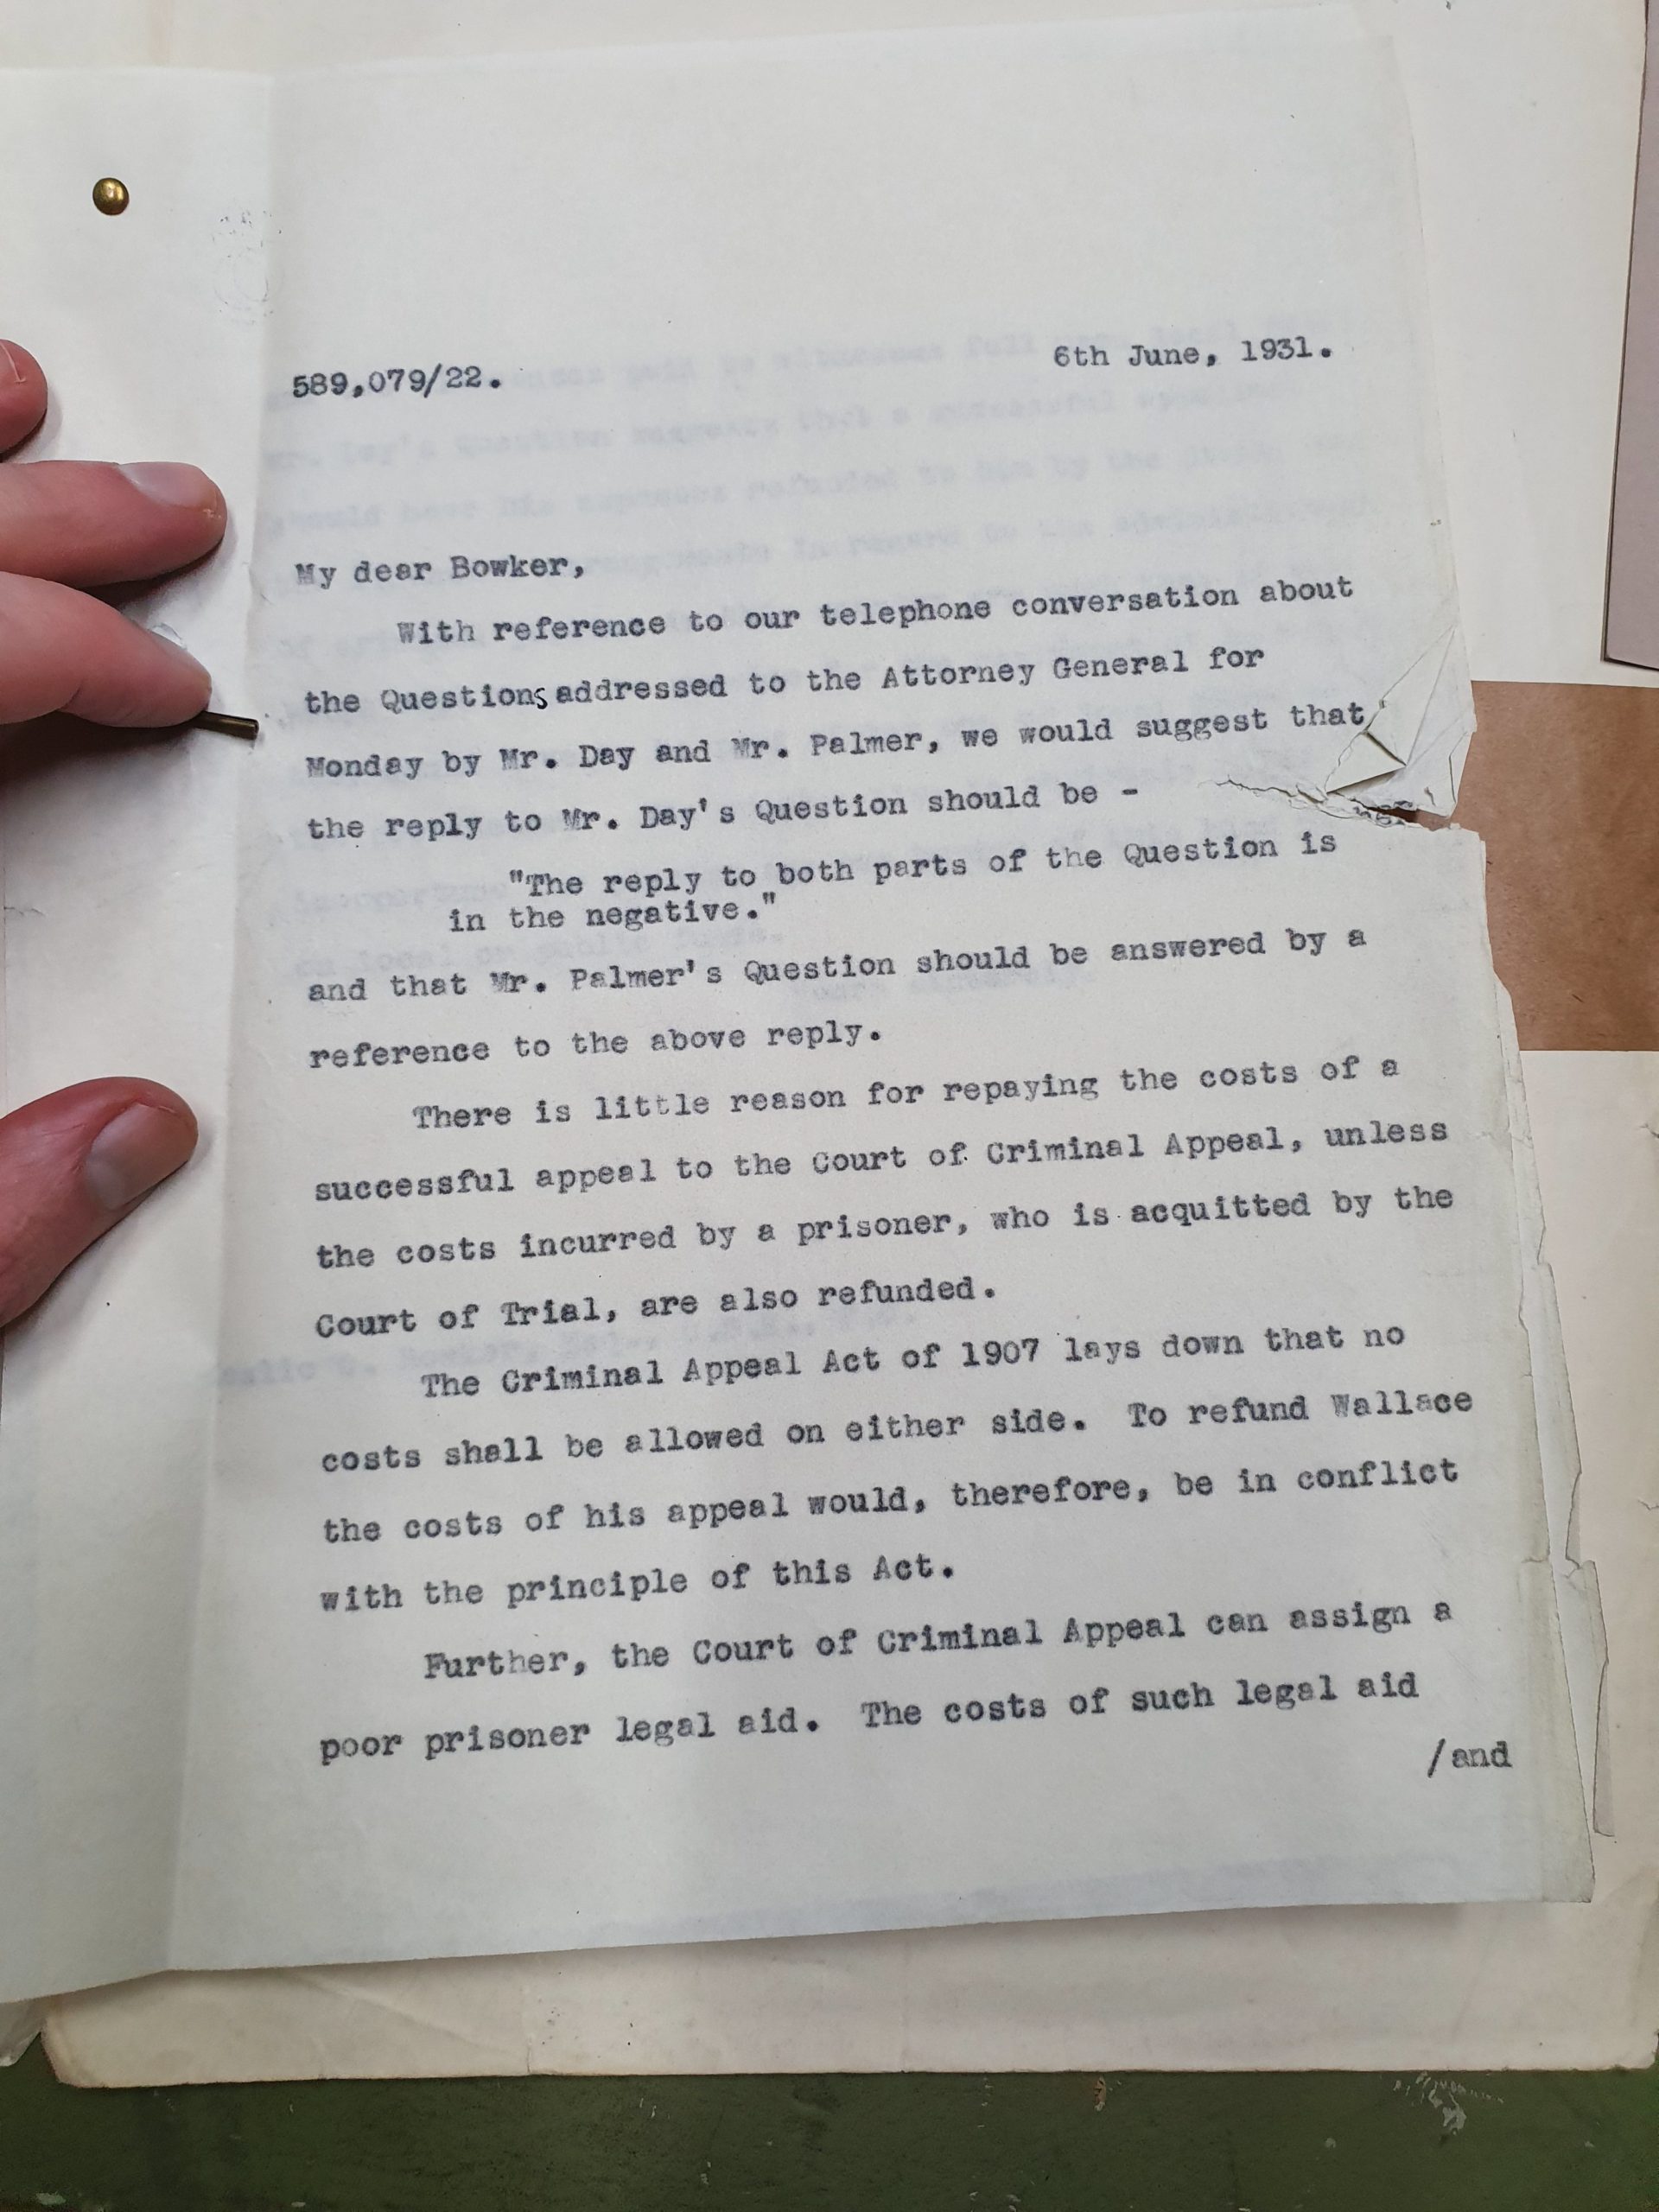 589,079/22.
6th June, 1931.
My dear Bowker,
With reference to our telephone conversation about
the Questions addressed to the Attorney General for
Monday by Mr. Day and Mr. Palmer, we would suggest that
the reply to Mr. Day's Question should be -
"The reply to both parts of the Question is
in the negative."
and that Mr. Palmer's Question should be answered by a
reference to the above reply.
There is little reason for repaying the costs of a
successful appeal to the Court of Criminal Appeal, unless
the costs incurred by a prisoner, who is acquitted by the
Court of Trial, are also refunded.
The Criminal Appeal Act of 1907 lays down that no
costs shall be allowed on either side. To refund Wallace
the costs of his appeal would, therefore, be in conflict
with the principle of this Act.
Further, the Court of Criminal Appeal can assign a
poor prisoner legal aid. The costs of such legal aid
/and